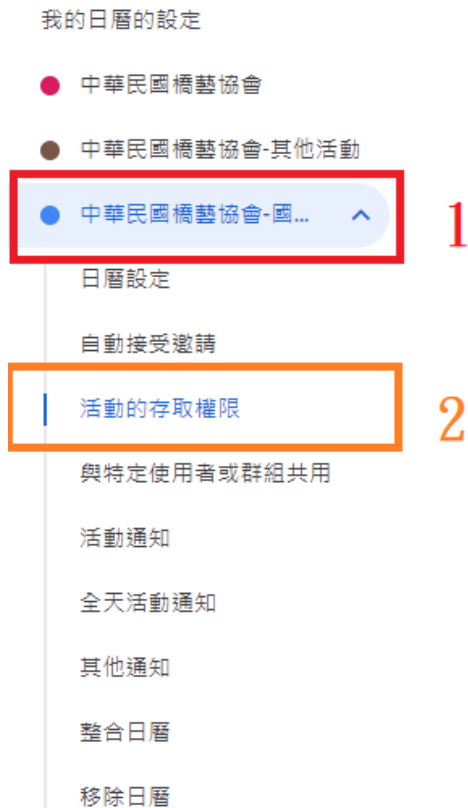 我的日曆的設定
中華民國橋藝協會
中華民國橋藝協會-其他活動
中華民國橋藝協會-國...
1
日曆設定
自動接受邀請
活動的存取權限
2
與特定使用者或群組共用
活動通知
全天活動通知
其他通知
整合日曆
移除日曆